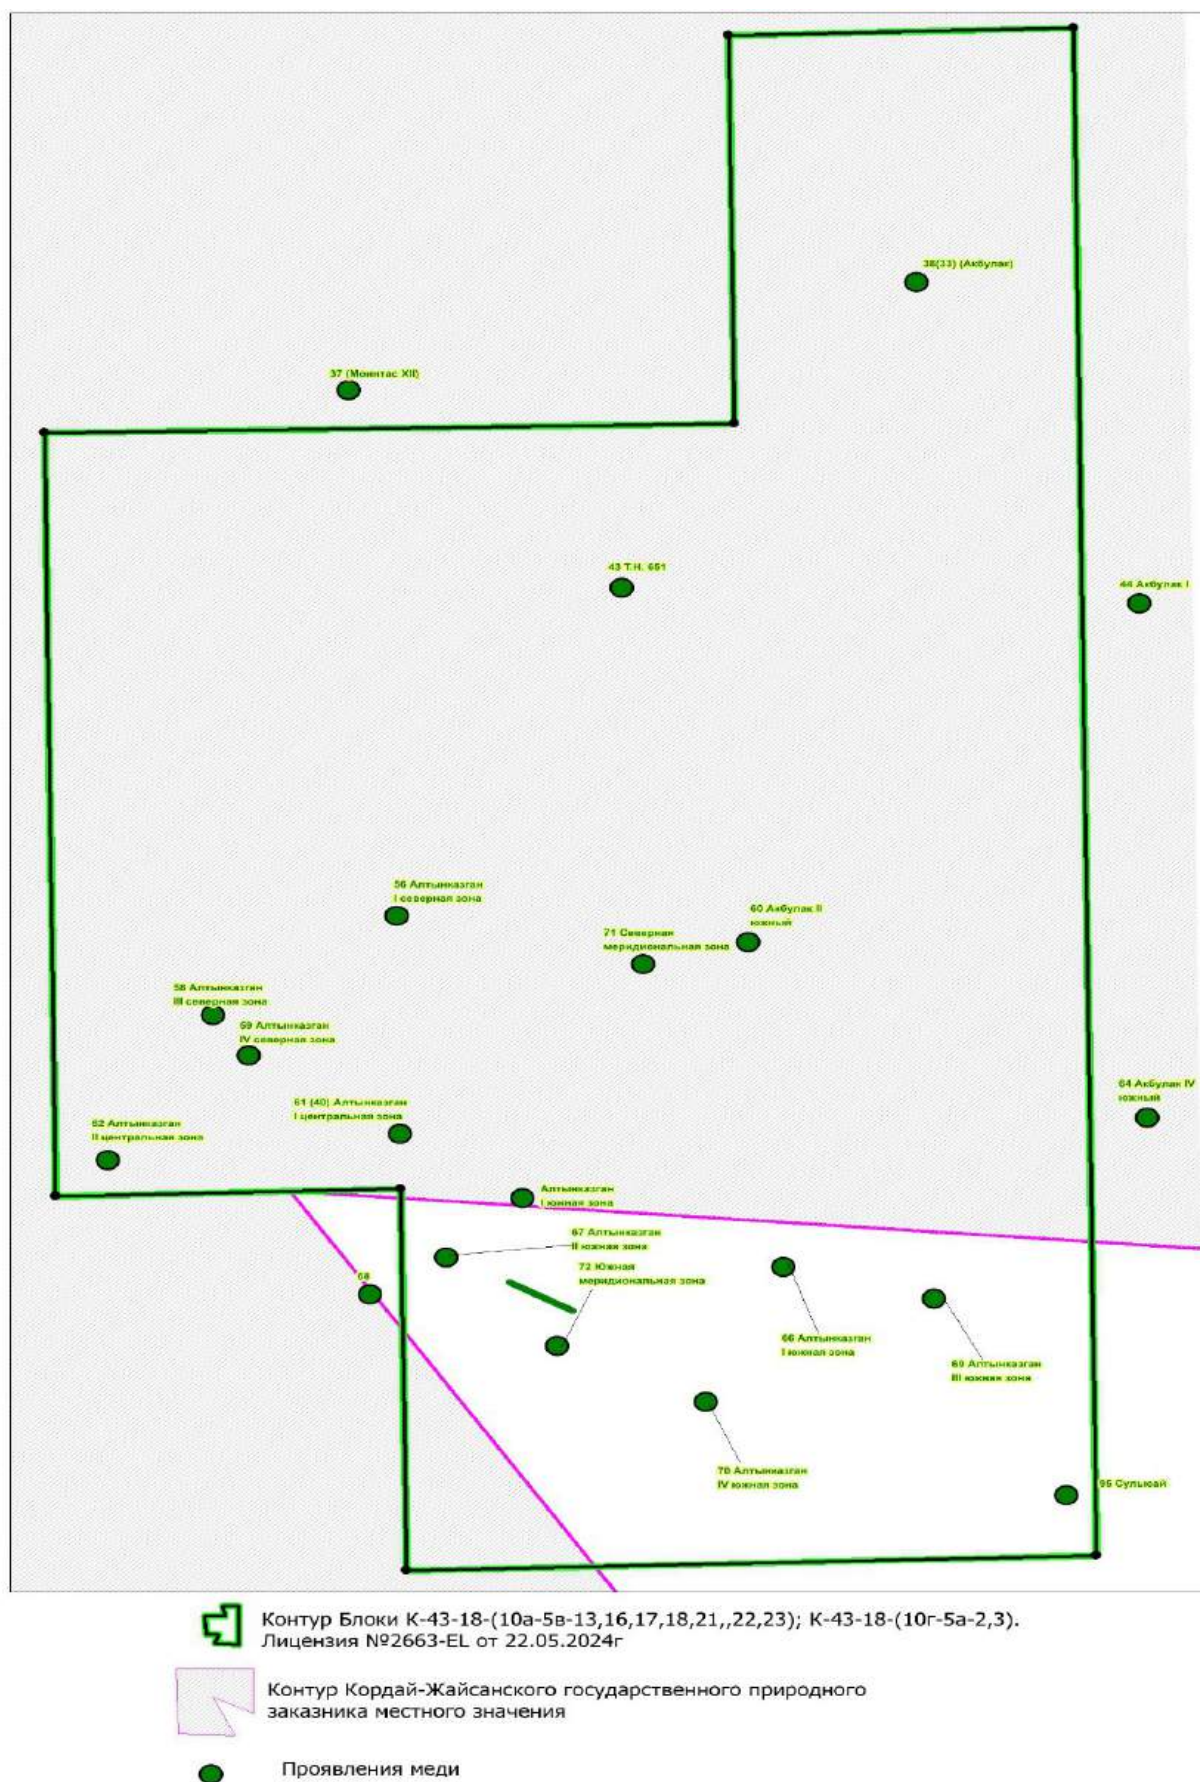 38(33) (Акбулак)
37 (Моинтас XII)
43 Т.Н. 651
44 Акбулак I
56 Алтынказган
I северная зона
60 Акбулак II
южный
71 Северная
меридиональная зона
58 Алтынказган
III северная зона
59 Алтынказган
IV северная зона
61 (40) Алтынказган
I центральная зона
64 Акбулак IV
южный
62 Алтынказган
II центральная зона
Алтынказган
I южная зона
67 Алтынказган
II южная зона
72 Южная
меридиональная зона
68
66 Алтынказган
I южная зона
69 Алтынказган
III южная зона
70 Алтынказган
IV южная зона
95 Сулысай
Контур Блоки К-43-18-(10а-5в-13,16,17,18,21,,22,23); К-43-18-(10г-5а-2,3).
Лицензия №2663-EL от 22.05.2024г
Контур Кордай-Жайсанского государственного природного
заказника местного значения
Проявления меди